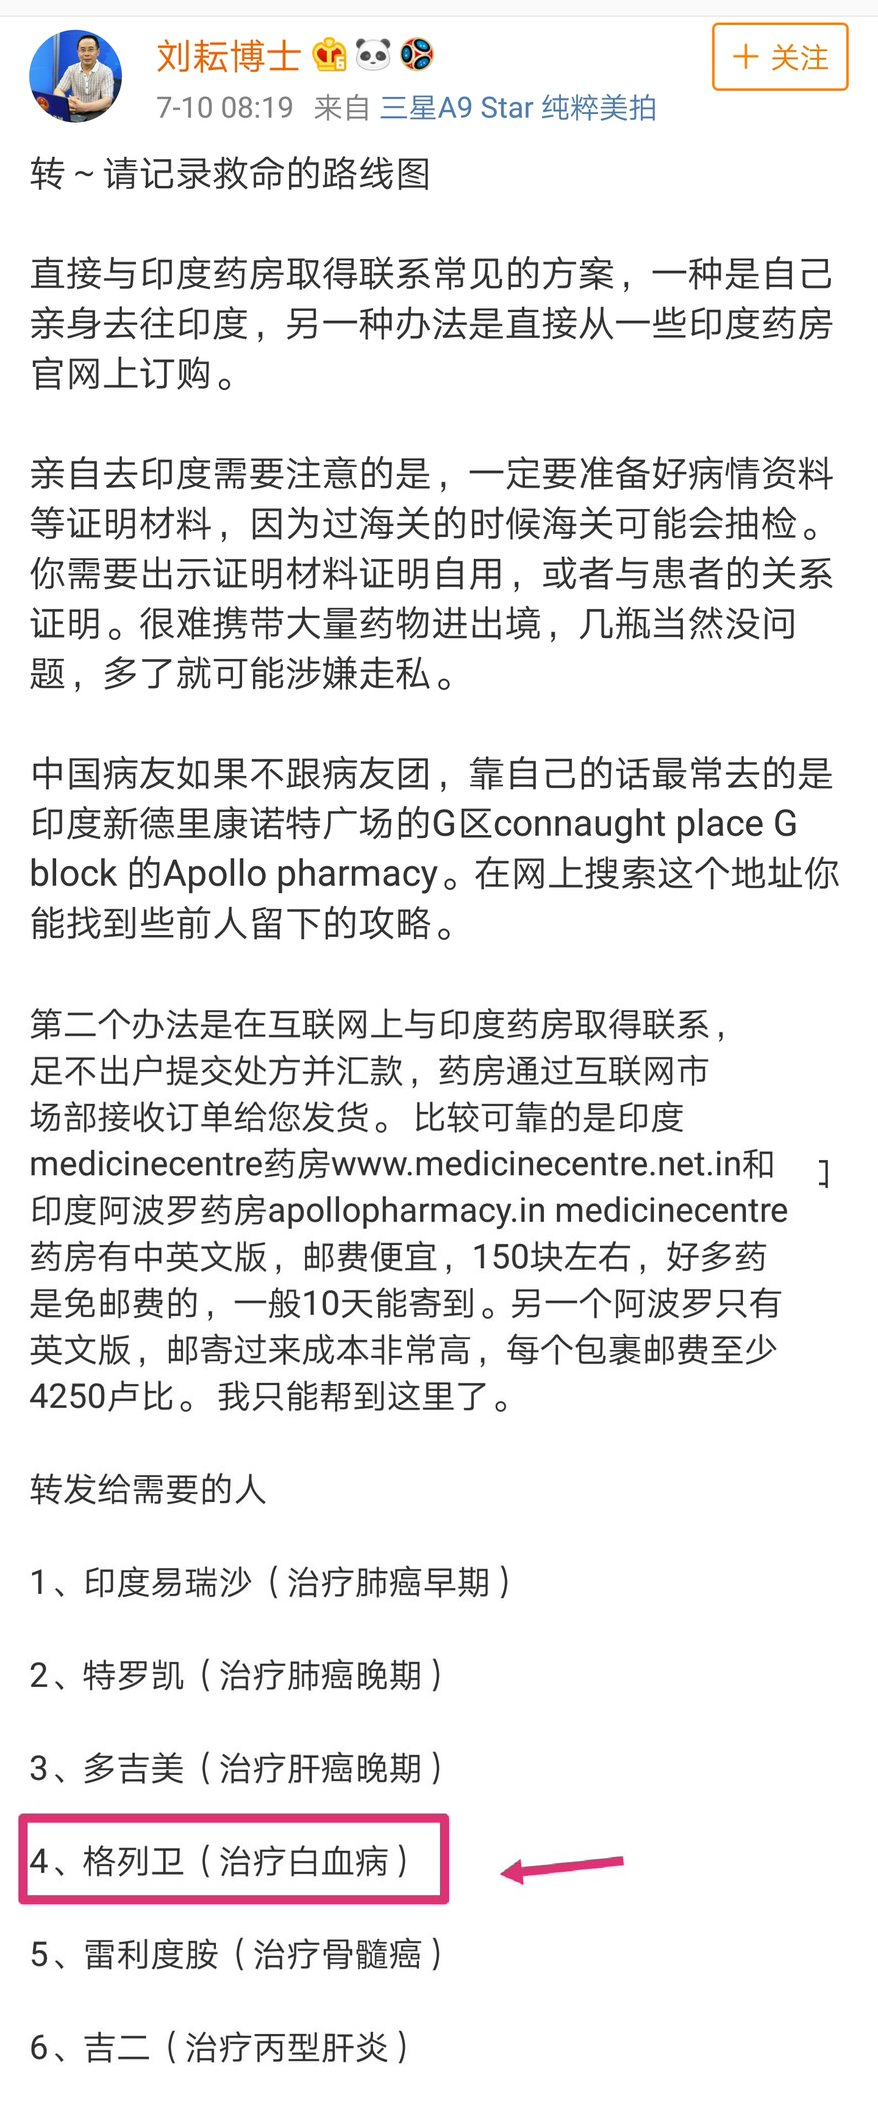 刘耘博士
7-10 08:19 来自 三星A9 Star 纯粹美拍
+ 关注
转~请记录救命的路线图
直接与印度药房取得联系常见的方案，一种是自己
亲身去往印度，另一种办法是直接从一些印度药房
官网上订购。
亲自去印度需要注意的是，一定要准备好病情资料
等证明材料，因为过海关的时候海关可能会抽检。
你需要出示证明材料证明自用，或者与患者的关系
证明。很难携带大量药物进出境，几瓶当然没问
题，多了就可能涉嫌走私。
中国病友如果不跟病友团，靠自己的话最常去的是
印度新德里康诺特广场的G区connaught place G
block 的Apollo pharmacy。在网上搜索这个地址你
能找到些前人留下的攻略。
第二个办法是在互联网上与印度药房取得联系，
足不出户提交处方并汇款，药房通过互联网市
场部接收订单给您发货。 比较可靠的是印度
medicinecentre药房www.medicinecentre.net.in和
印度阿波罗药房apollopharmacy.in medicinecentre
药房有中英文版，邮费便宜，150块左右，好多药
是免邮费的，一般10天能寄到。另一个阿波罗只有
英文版，邮寄过来成本非常高，每个包裹邮费至少
4250卢比。 我只能帮到这里了。
转发给需要的人
1、印度易瑞沙（治疗肺癌早期）
2、特罗凯（治疗肺癌晚期）
3、多吉美（治疗肝癌晚期）
4、格列卫（治疗白血病）
5、雷利度胺（治疗骨髓癌）
6、吉二（治疗丙型肝炎）